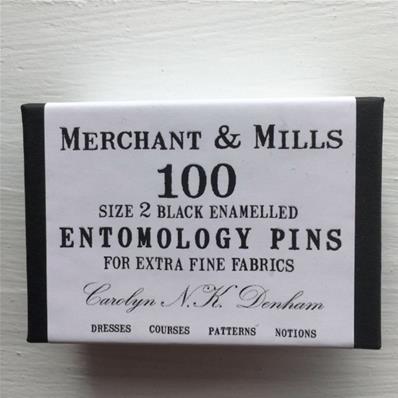 MERCHANT & MILLS
100
SIZE 2 BLACK ENAMELLED
ENTOMOLOGY PINS
FOR EXTRA FINE FABRICS
Carolyn N.K. Denham
DRESSES COURSES PATTERNS NOTIONS